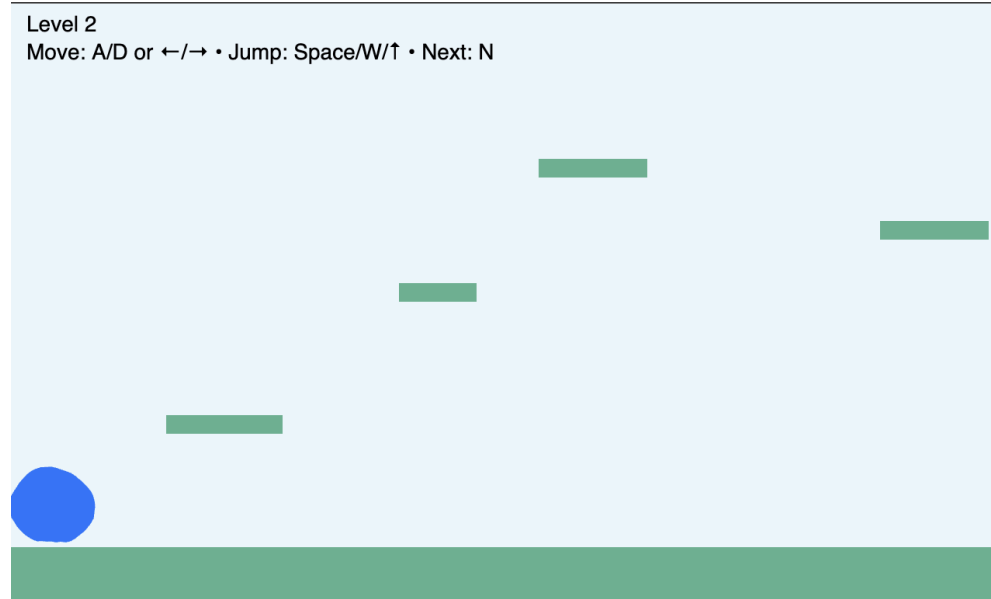 Level 2
Move: A/D or ←/→ • Jump: Space/W/↑ • Next: N